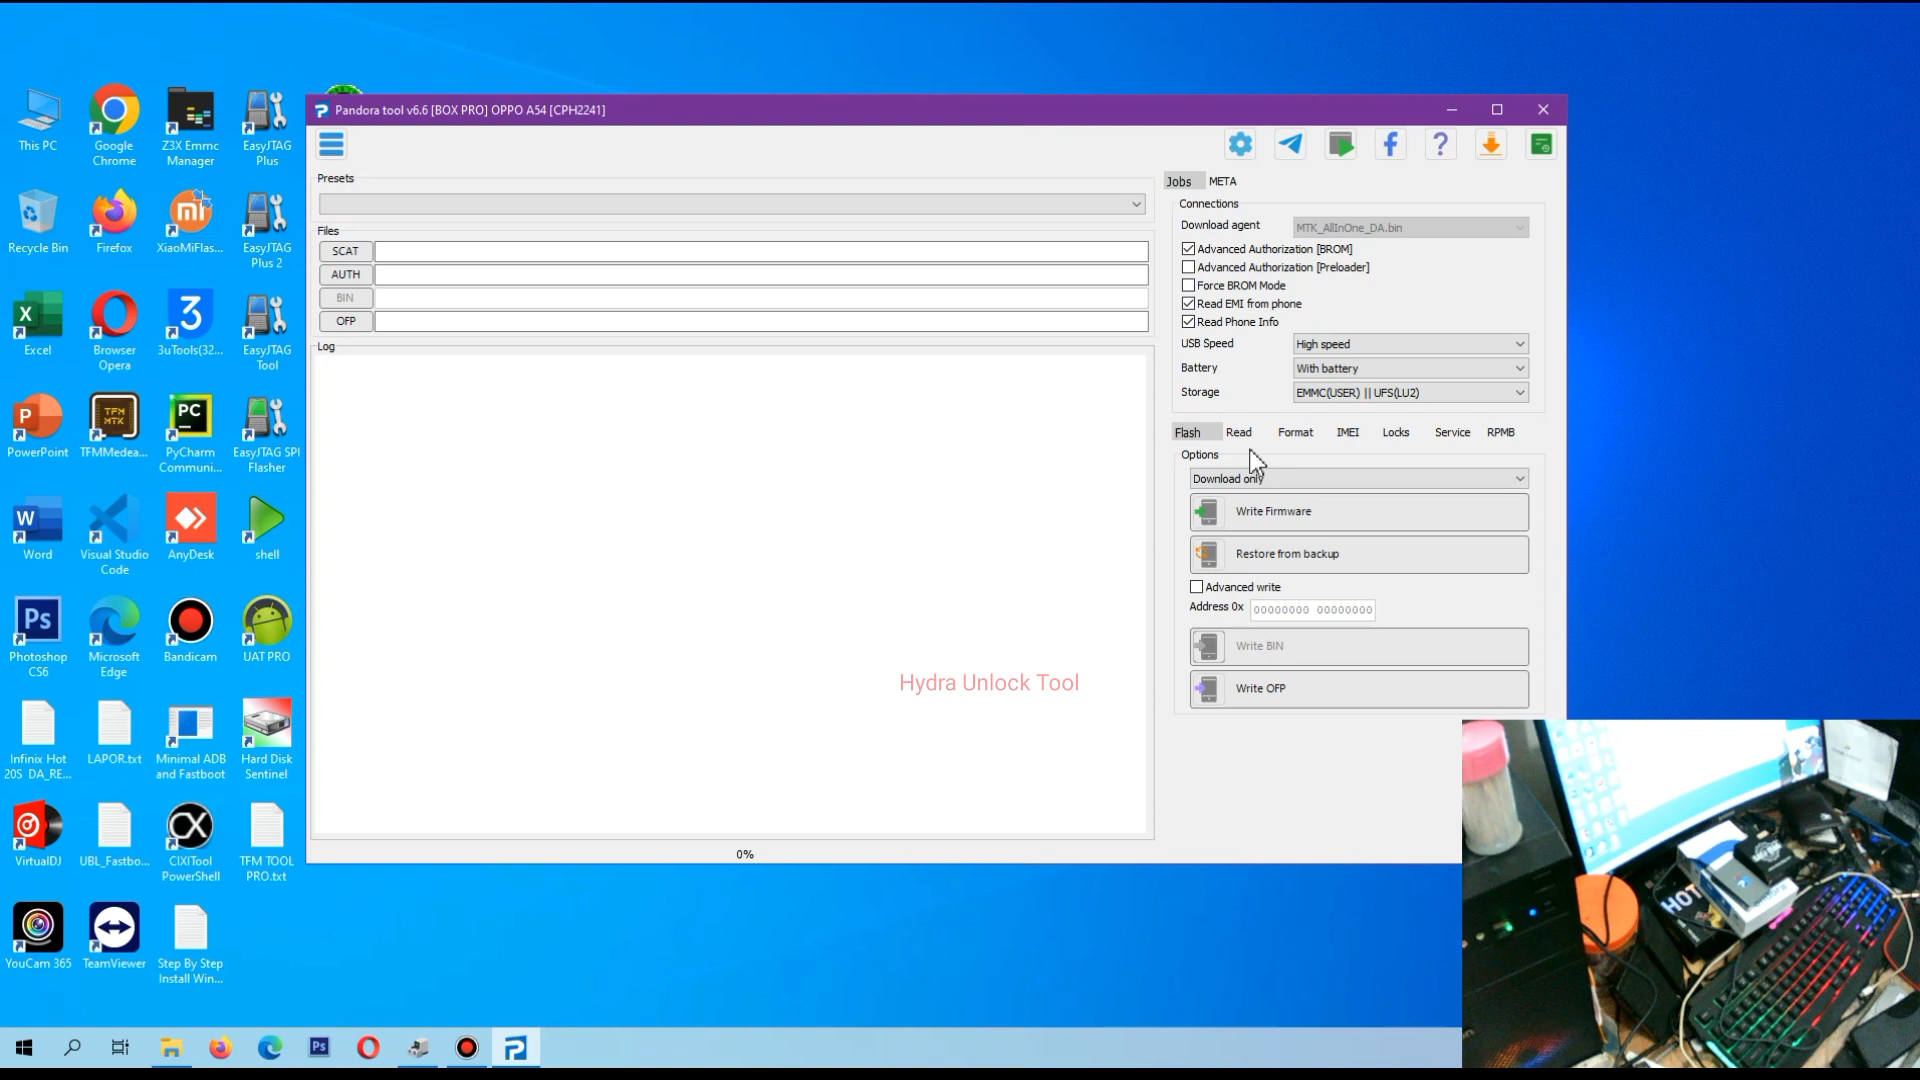 This PC
Google
Chrome
Z3X Emmc
Manager
EasyJTAG
Plus
Recycle Bin
Firefox
XiaoMiFlas...
EasyJTAG
Plus 2
Excel
Browser
Opera
3uTools(32...
EasyJTAG
Tool
PowerPoint
TFMMedea...
PyCharm
Communi...
EasyJTAG SPI
Flasher
Word
Visual Studio
Code
AnyDesk
shell
Photoshop
CS6
Microsoft
Edge
Bandicam
UAT PRO
Infinix Hot
20S DA_RE...
LAPOR.txt
Minimal ADB
and Fastboot
Hard Disk
Sentinel
VirtualDJ
UBL_Fastbo...
CIXITool
PowerShell
TFM TOOL
PRO.txt
YouCam 365
TeamViewer
Step By Step
Install Win...
Pandora tool v6.6 [BOX PRO] OPPO A54 [CPH2241]
Presets
Files
SCAT
AUTH
BIN
OFP
Log
Hydra Unlock Tool
0%
Jobs META
Connections
Download agent MTK_AllInOne_DA.bin
Advanced Authorization [BROM]
Advanced Authorization [Preloader]
Force BROM Mode
Read EMI from phone
Read Phone Info
USB Speed High speed
Battery With battery
Storage EMMC(USER) || UFS(LU2)
Flash Read Format IMEI Locks Service RPMB
Options
Download only
Write Firmware
Restore from backup
Advanced write
Address 0x 00000000 00000000
Write BIN
Write OFP
HOT